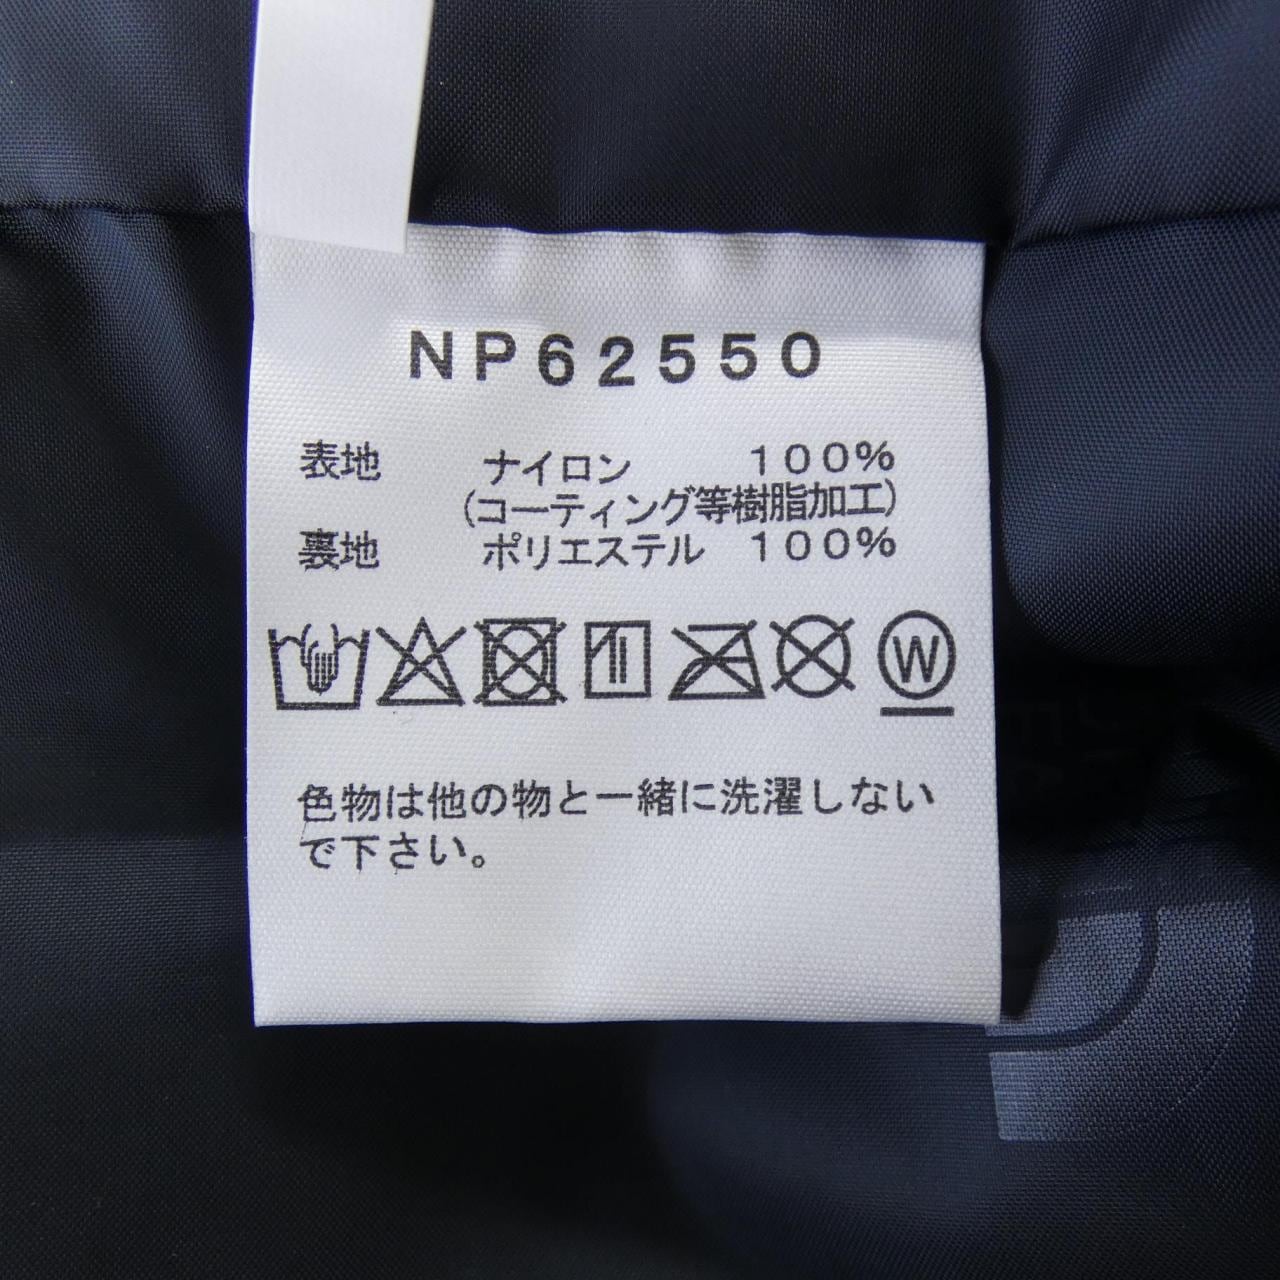 NP62550
表地 ナイロン 100%
(コーティング等樹脂加工)
裏地 ポリエステル 100%
W
色物は他の物と一緒に洗濯しない
で下さい。